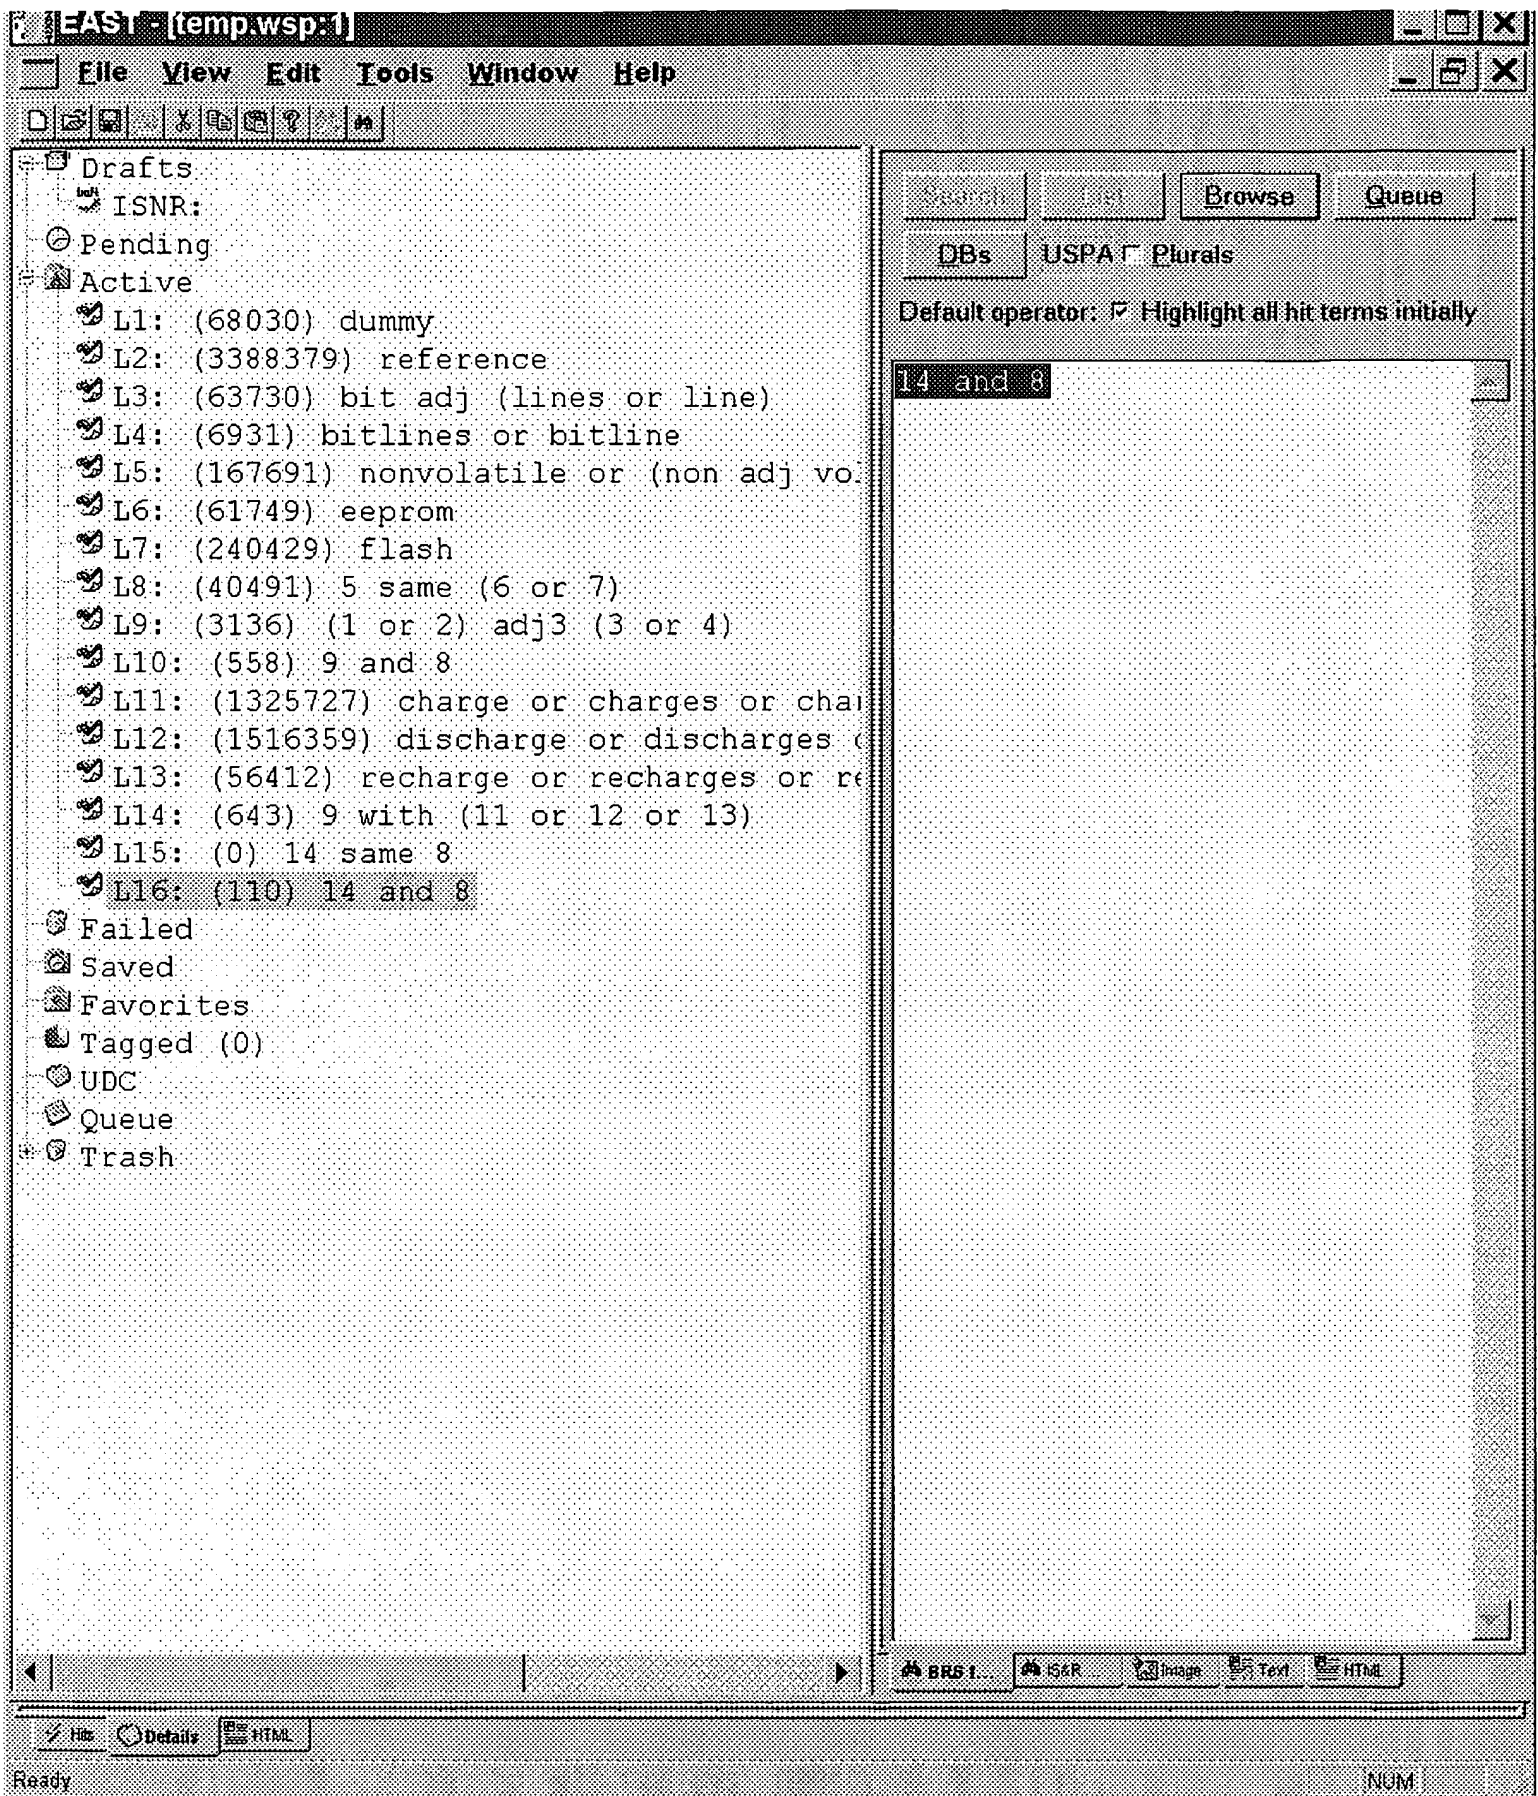 EAST - [temp.wsp:1]
File View Edit Tools Window Help
Drafts
ISNR:
Pending
Active
L1: (68030) dummy
L2: (3388379) reference
L3: (63730) bit adj (lines or line)
L4: (6931) bitlines or bitline
L5: (167691) nonvolatile or (non adj vo
L6: (61749) eeprom
L7: (240429) flash
L8: (40491) 5 same (6 or 7)
L9: (3136) (1 or 2) adj3 (3 or 4)
L10: (558) 9 and 8
L11: (1325727) charge or charges or cha
L12: (1516359) discharge or discharges
L13: (56412) recharge or recharges or re
L14: (643) 9 with (11 or 12 or 13)
L15: (0) 14 same 8
L16: (110) 14 and 8
Failed
Saved
Favorites
Tagged (0)
UDC
Queue
Trash
Search Browse Queue
DBs USPA Plurals
Default operator: Highlight all hit terms initially
14 and 8
BRS f... IS&R ... Image Text HTML
Hits Details HTML
Ready NUM